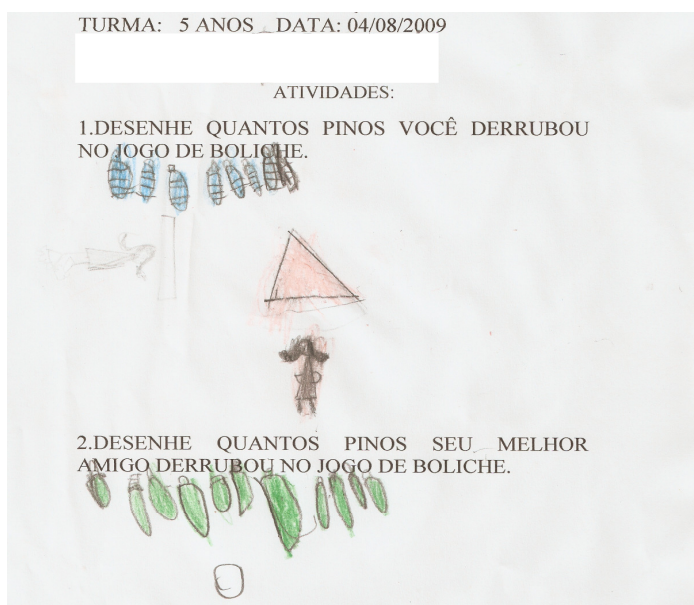 TURMA: 5 ANOS DATA: 04/08/2009
ATIVIDADES:
1.DESENHE QUANTOS PINOS VOCÊ DERRUBOU
NO JOGO DE BOLICHE.
2.DESENHE QUANTOS PINOS SEU MELHOR
AMIGO DERRUBOU NO JOGO DE BOLICHE.